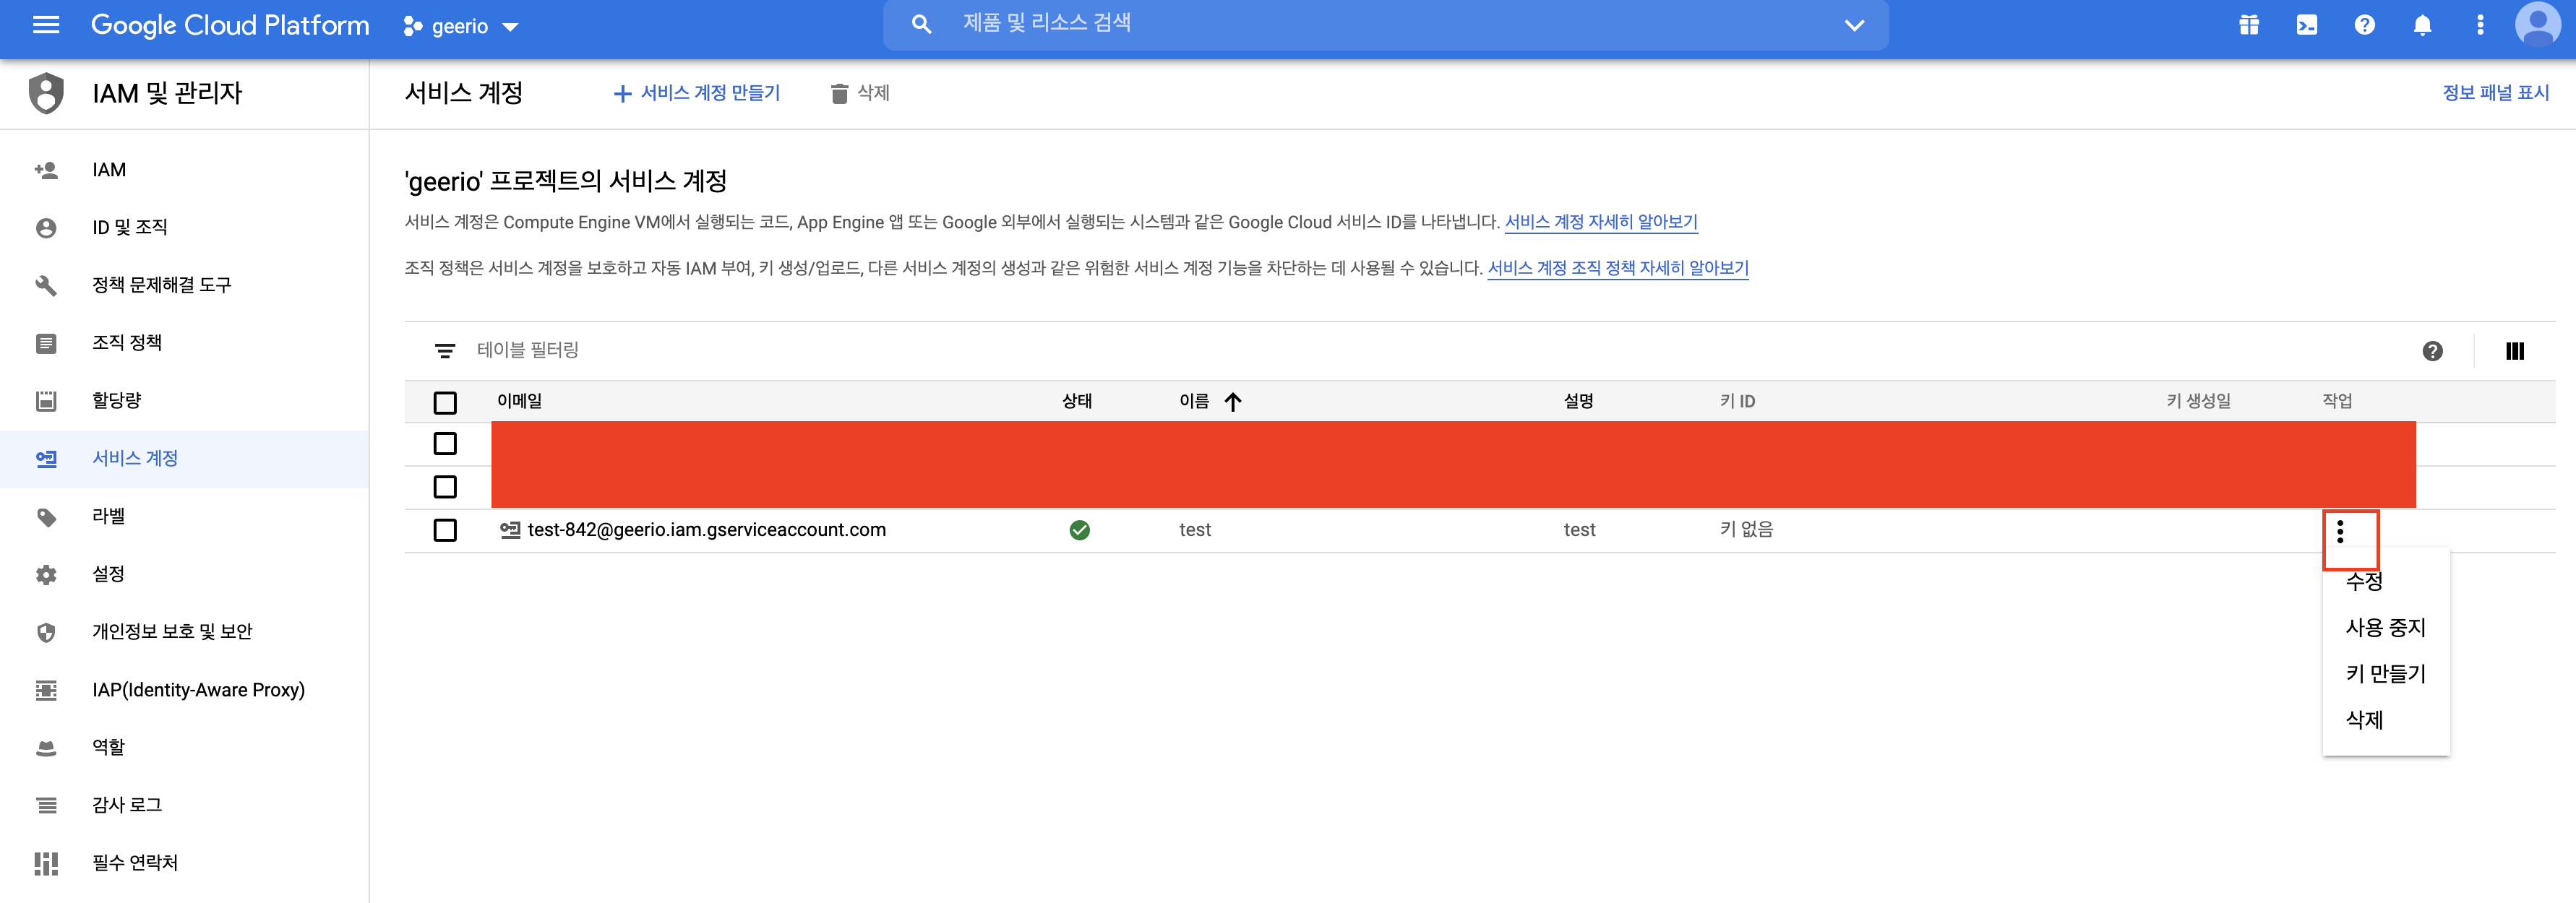 Google Cloud Platform
geerio
제품 및 리소스 검색
IAM 및 관리자
서비스 계정
서비스 계정 만들기
삭제
정보 패널 표시
IAM
ID 및 조직
정책 문제해결 도구
조직 정책
할당량
서비스 계정
라벨
설정
개인정보 보호 및 보안
IAP(Identity-Aware Proxy)
역할
감사 로그
필수 연락처
'geerio' 프로젝트의 서비스 계정
서비스 계정은 Compute Engine VM에서 실행되는 코드, App Engine 앱 또는 Google 외부에서 실행되는 시스템과 같은 Google Cloud 서비스 ID를 나타냅니다. 서비스 계정 자세히 알아보기
조직 정책은 서비스 계정을 보호하고 자동 IAM 부여, 키 생성/업로드, 다른 서비스 계정의 생성과 같은 위험한 서비스 계정 기능을 차단하는 데 사용될 수 있습니다. 서비스 계정 조직 정책 자세히 알아보기
테이블 필터링
이메일 상태 이름 설명 키 ID 키 생성일 작업
test-842@geerio.iam.gserviceaccount.com test test 키 없음
수정
사용 중지
키 만들기
삭제